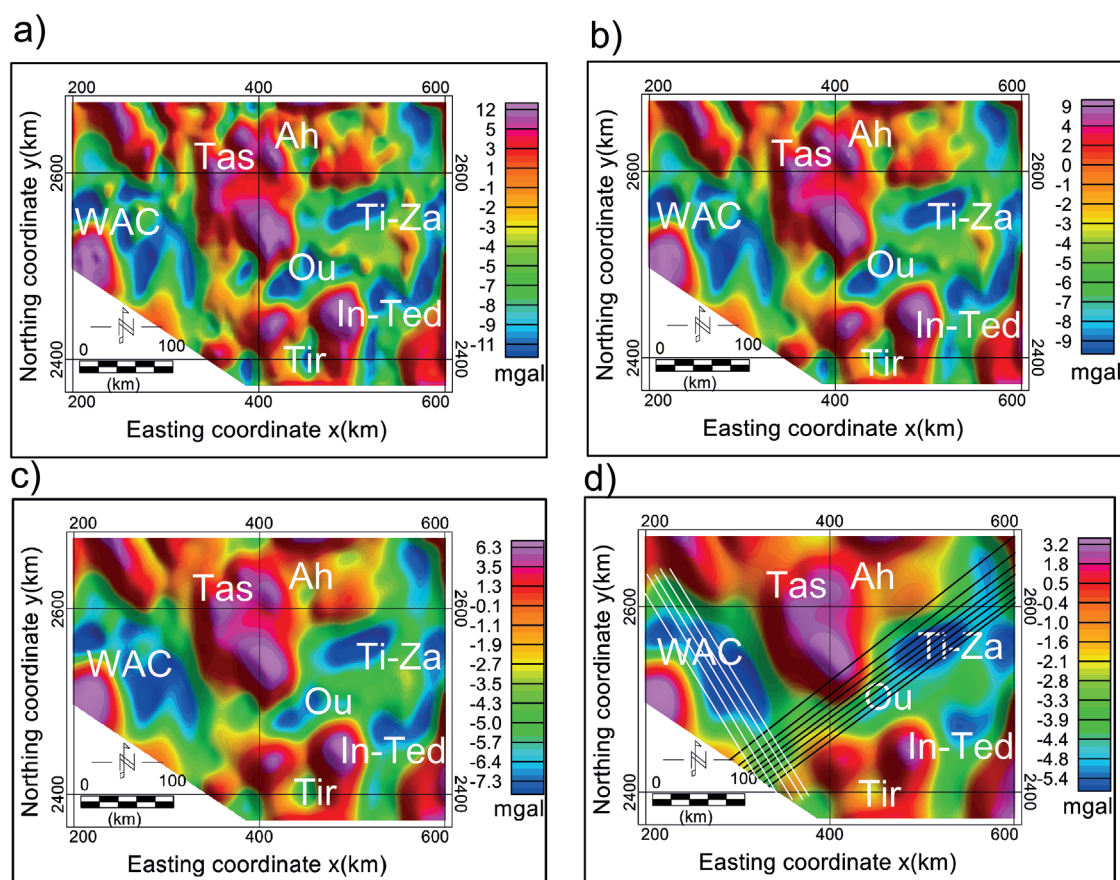 a)
200 400 600
12
5
3
1
-1
-2
-3
-4
-5
-7
-9
-11
mgal
Northing coordinate y(km)
2600
2400
2600
2400
Ah
Tas
WAC
Ti-Za
Ou
In-Ted
Tir
N
0 100
(km)
200 400 600
Easting coordinate x(km)
b)
200 400 600
9
4
2
0
-1
-2
-3
-5
-6
-7
-8
-9
mgal
Northing coordinate y(km)
2600
2400
2600
2400
Ah
Tas
WAC
Ti-Za
Ou
In-Ted
Tir
N
0 100
(km)
200 400 600
Easting coordinate x(km)
c)
200 400 600
6.3
3.5
1.3
-0.1
-1.1
-1.9
-2.7
-3.5
-4.3
-5.0
-5.7
-6.4
-7.3
mgal
Northing coordinate y(km)
2600
2400
2600
2400
Ah
Tas
WAC
Ti-Za
Ou
In-Ted
Tir
N
0 100
(km)
200 400 600
Easting coordinate x(km)
d)
200 400 600
3.2
1.8
0.5
-0.4
-1.0
-1.6
-2.1
-2.8
-3.3
-3.9
-4.4
-4.8
-5.4
mgal
Northing coordinate y(km)
2600
2400
2600
2400
Ah
Tas
WAC
Ti-Za
Ou
In-Ted
Tir
N
0 100
(km)
200 400 600
Easting coordinate x(km)